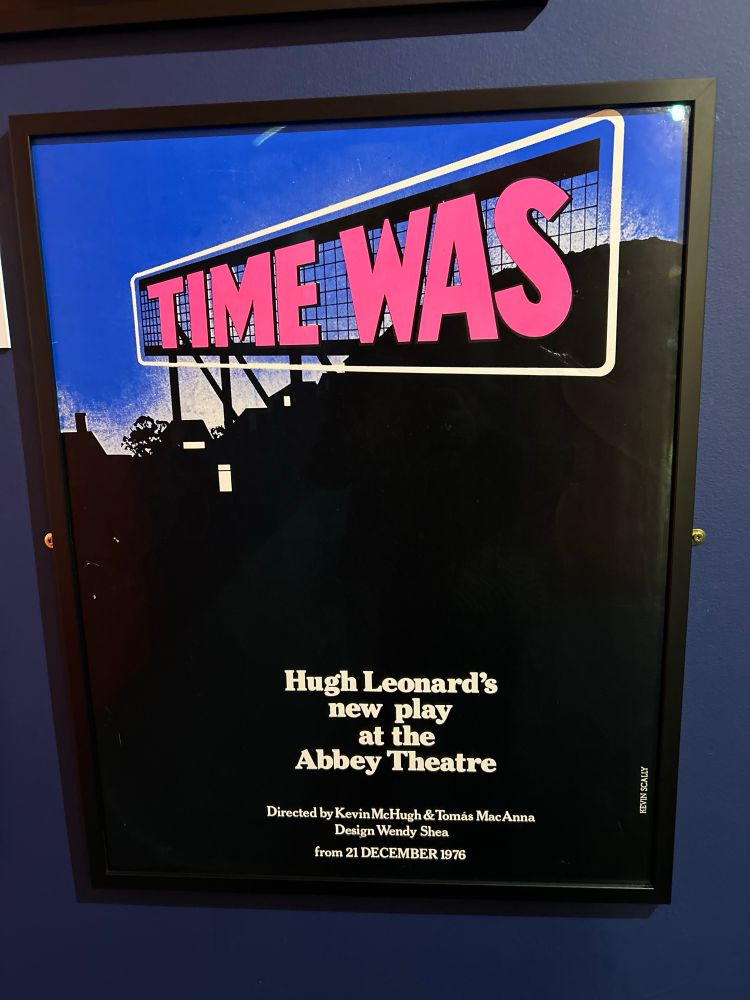 TIME WAS
Hugh Leonard's
new play
at the
Abbey Theatre
Directed by Kevin McHugh & Tomás MacAnna
Design Wendy Shea
from 21 DECEMBER 1976
KEVIN SCALLY